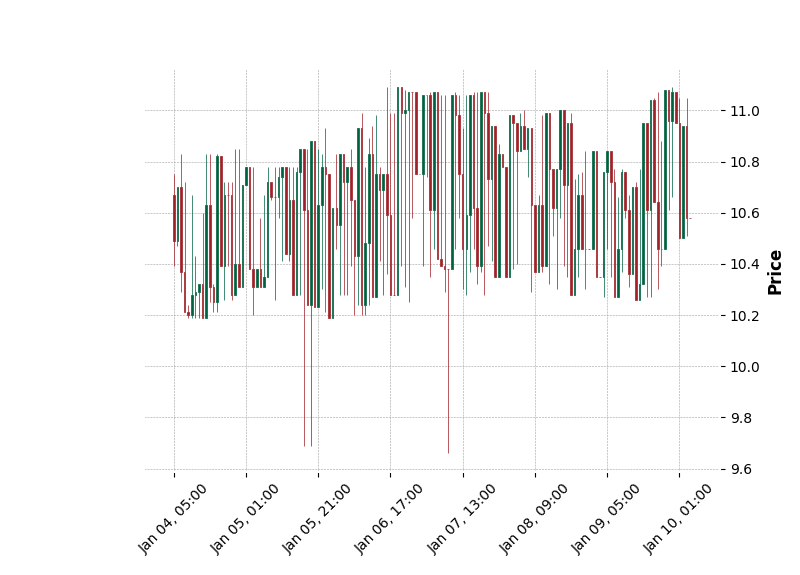 11.0
10.8
10.6
10.4
10.2
10.0
9.8
9.6
Price
Jan 04, 05:00
Jan 05, 01:00
Jan 05, 21:00
Jan 06, 17:00
Jan 07, 13:00
Jan 08, 09:00
Jan 09, 05:00
Jan 10, 01:00